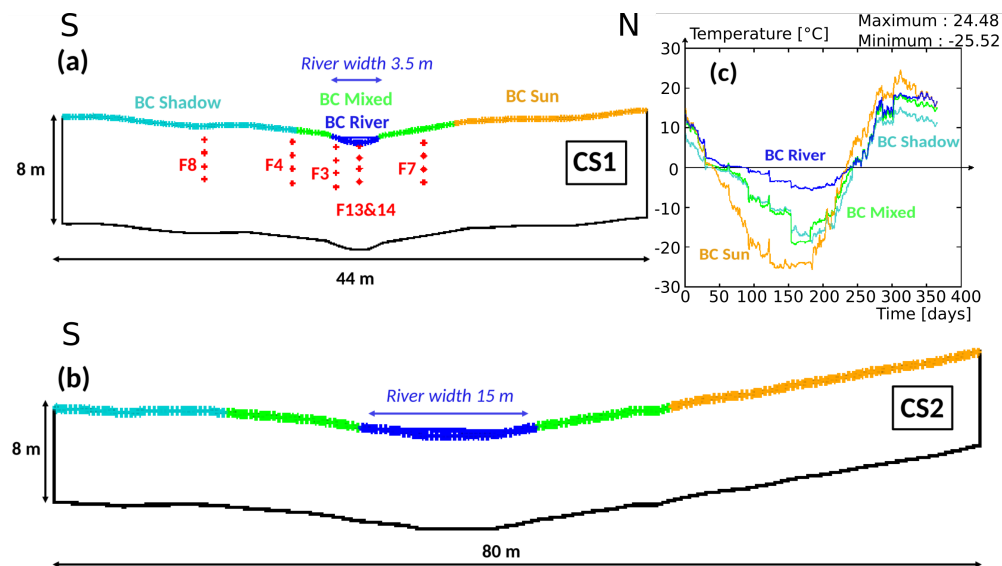 S
(a)
River width 3.5 m
BC Shadow
BC Mixed
BC Sun
BC River
8 m
F8
F4
F3
F7
F13&14
CS1
44 m
N
Maximum : 24.48
Minimum : -25.52
Temperature [°C]
(c)
30
20
10
0
-10
-20
-30
BC River
BC Shadow
BC Mixed
BC Sun
0 50 100 150 200 250 300 350 400
Time [days]
S
(b)
River width 15 m
CS2
8 m
80 m